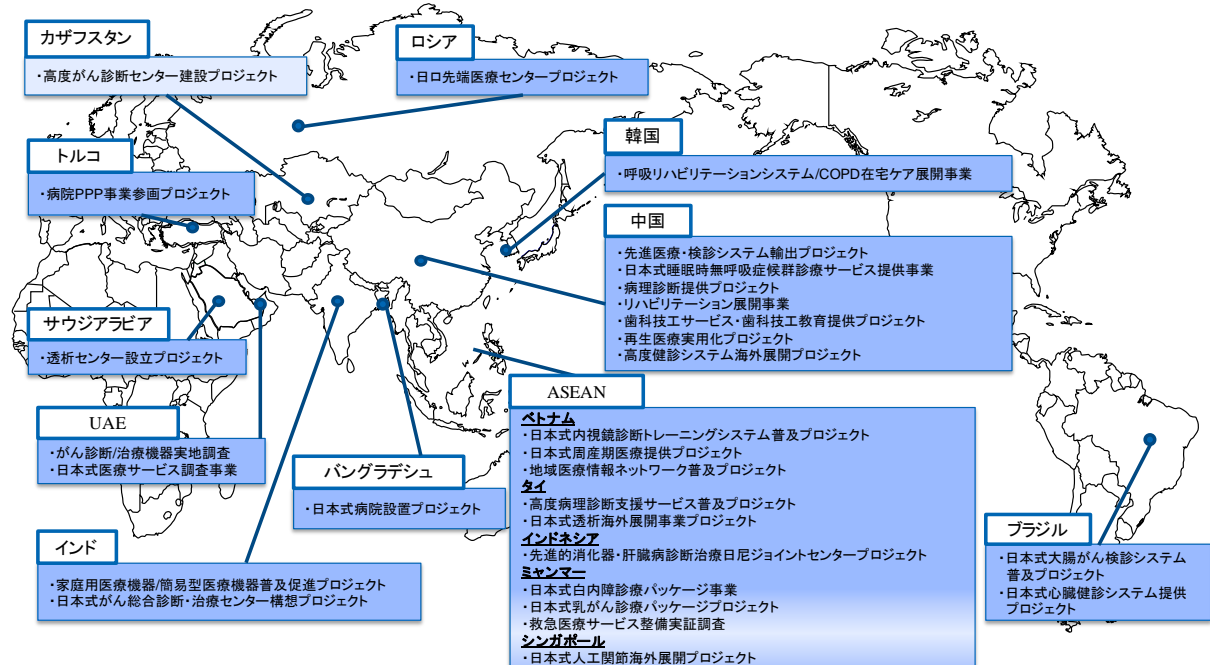 カザフスタン
・高度がん診断センター建設プロジェクト
ロシア
・日ロ先端医療センタープロジェクト
トルコ
・病院PPP事業参画プロジェクト
韓国
・呼吸リハビリテーションシステム/COPD在宅ケア展開事業
中国
・先進医療・検診システム輸出プロジェクト
・日本式睡眠時無呼吸症候群診療サービス提供事業
・病理診断提供プロジェクト
・リハビリテーション展開事業
・歯科技工サービス・歯科技工教育提供プロジェクト
・再生医療実用化プロジェクト
・高度健診システム海外展開プロジェクト
サウジアラビア
・透析センター設立プロジェクト
UAE
・がん診断/治療機器実地調査
・日本式医療サービス調査事業
バングラデシュ
・日本式病院設置プロジェクト
インド
・家庭用医療機器/簡易型医療機器普及促進プロジェクト
・日本式がん総合診断・治療センター構想プロジェクト
ASEAN
ベトナム
・日本式内視鏡診断トレーニングシステム普及プロジェクト
・日本式周産期医療提供プロジェクト
・地域医療情報ネットワーク普及プロジェクト
タイ
・高度病理診断支援サービス普及プロジェクト
・日本式透析海外展開事業プロジェクト
インドネシア
・先進的消化器・肝臓病診断治療日尼ジョイントセンタープロジェクト
ミャンマー
・日本式白内障診療パッケージ事業
・日本式乳がん診療パッケージプロジェクト
・救急医療サービス整備実証調査
シンガポール
・日本式人工関節海外展開プロジェクト
ブラジル
・日本式大腸がん検診システム
普及プロジェクト
・日本式心臓健診システム提供
プロジェクト